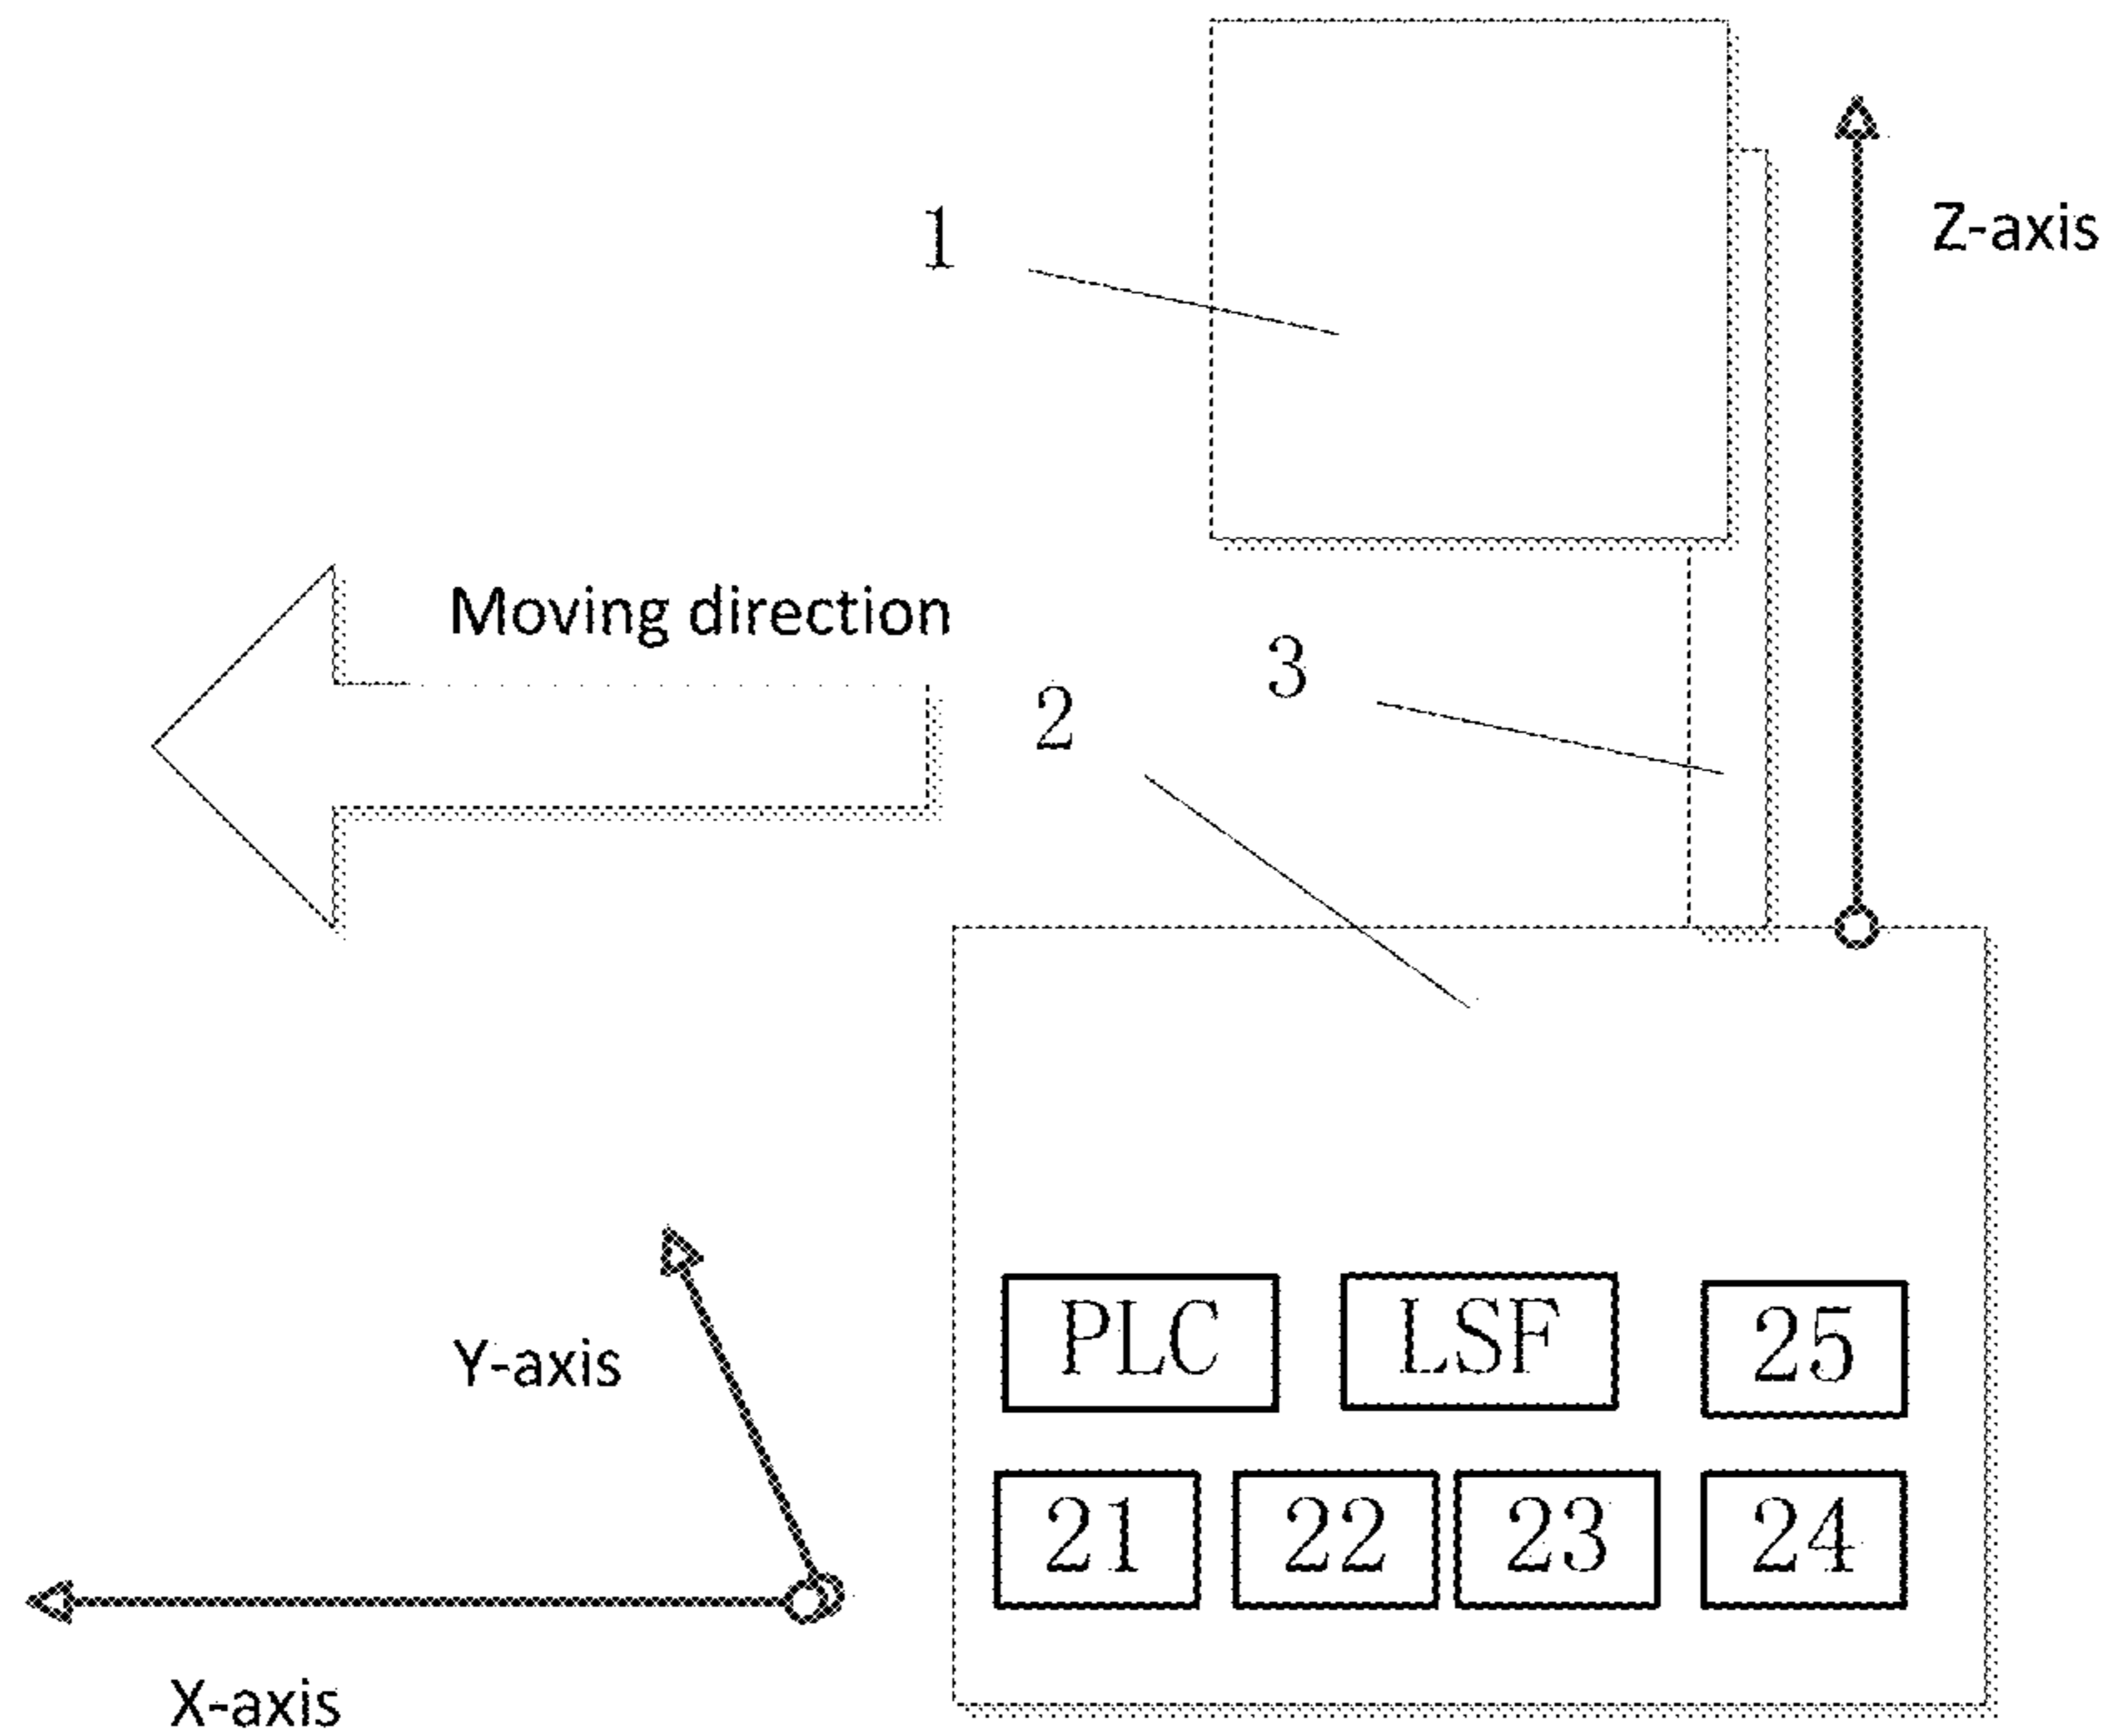 1
Z-axis
Moving direction
3
2
PLC
LSF
25
Y-axis
21
22
23
24
X-axis